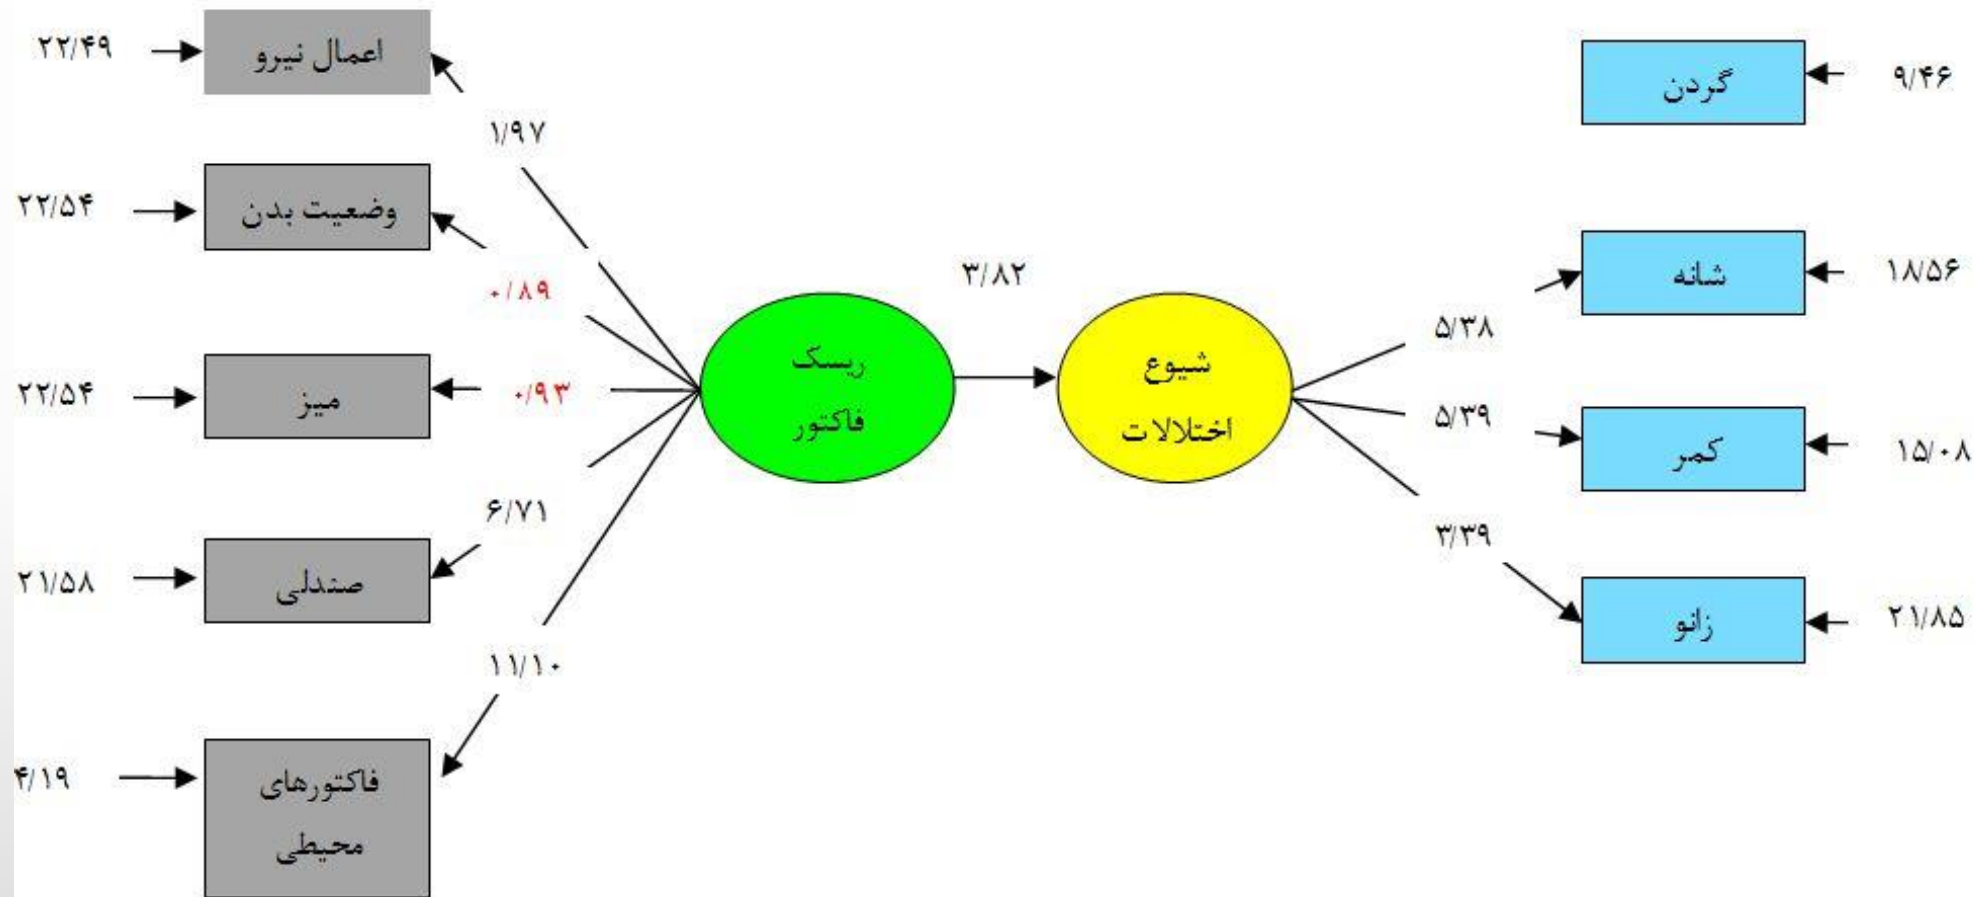 ۲۲/۴۹
اعمال نیرو
۱/۹۷
۲۲/۵۴
وضعیت بدن
۰/۸۹
۲۲/۵۴
میز
۰/۹۳
۲۱/۵۸
صندلی
۶/۷۱
۴/۱۹
فاکتورهای
محیطی
۱۱/۱۰
ریسک
فاکتور
۳/۸۲
شیوع
اختلالات
گردن
۹/۴۶
۵/۳۸
شانه
۱۸/۵۶
۵/۳۹
کمر
۱۵/۰۸
۳/۳۹
زانو
۲۱/۸۵